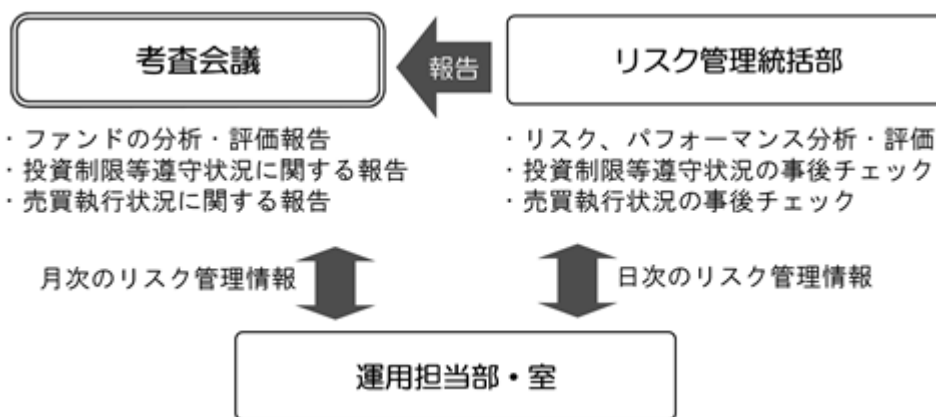 考査会議
報告
リスク管理統括部
・ファンドの分析・評価報告
・投資制限等遵守状況に関する報告
・売買執行状況に関する報告
・リスク、パフォーマンス分析・評価
・投資制限等遵守状況の事後チェック
・売買執行状況の事後チェック
月次のリスク管理情報
日次のリスク管理情報
運用担当部・室